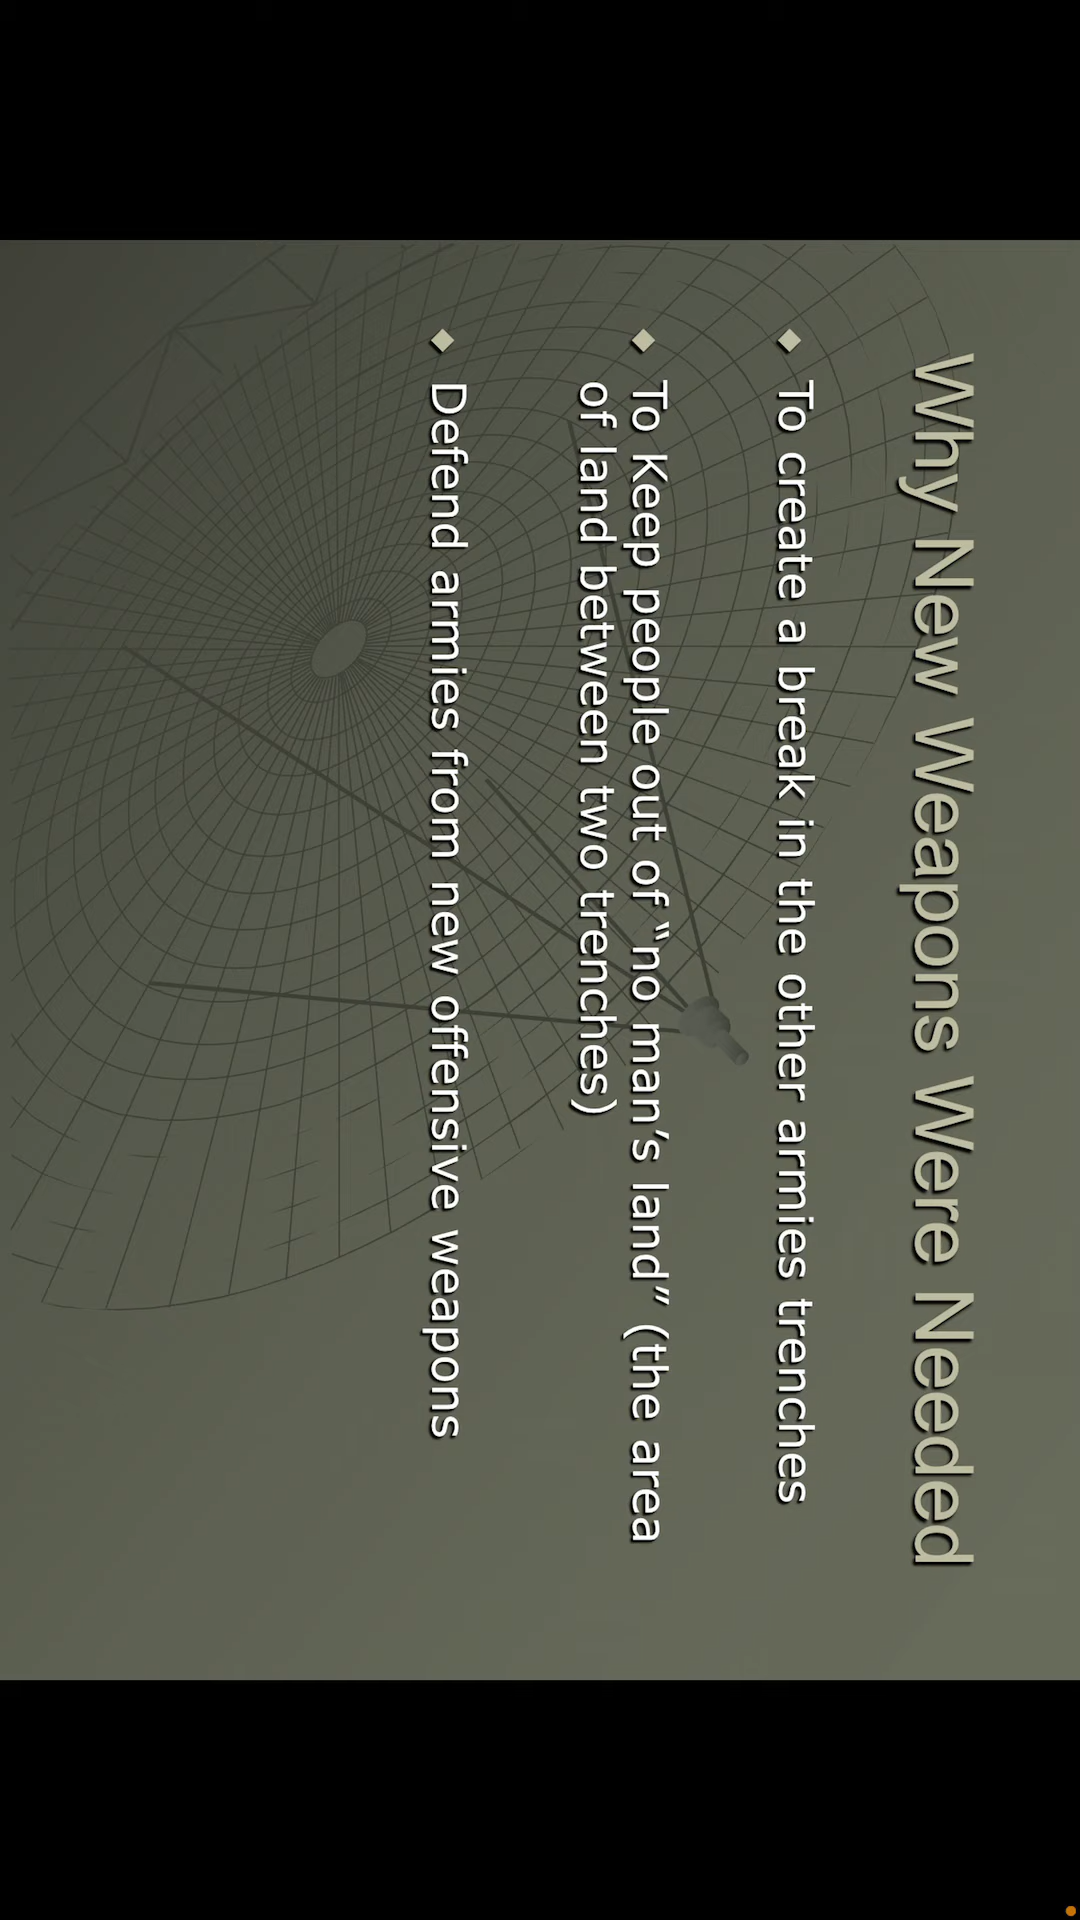 Why New Weapons Were Needed
To create a break in the other armies trenches
To Keep people out of “no man’s land” (the area
of land between two trenches)
Defend armies from new offensive weapons